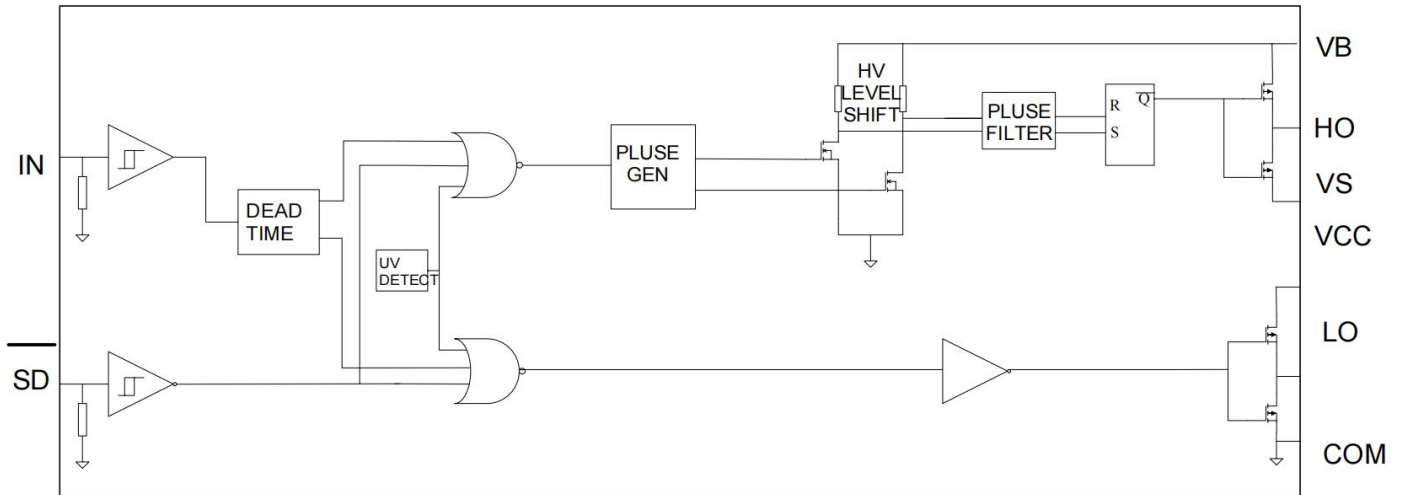 IN
SD
DEAD
TIME
UV
DETECT
PLUSE
GEN
HV
LEVEL
SHIFT
PLUSE
FILTER
R
S
Q
VB
HO
VS
VCC
LO
COM